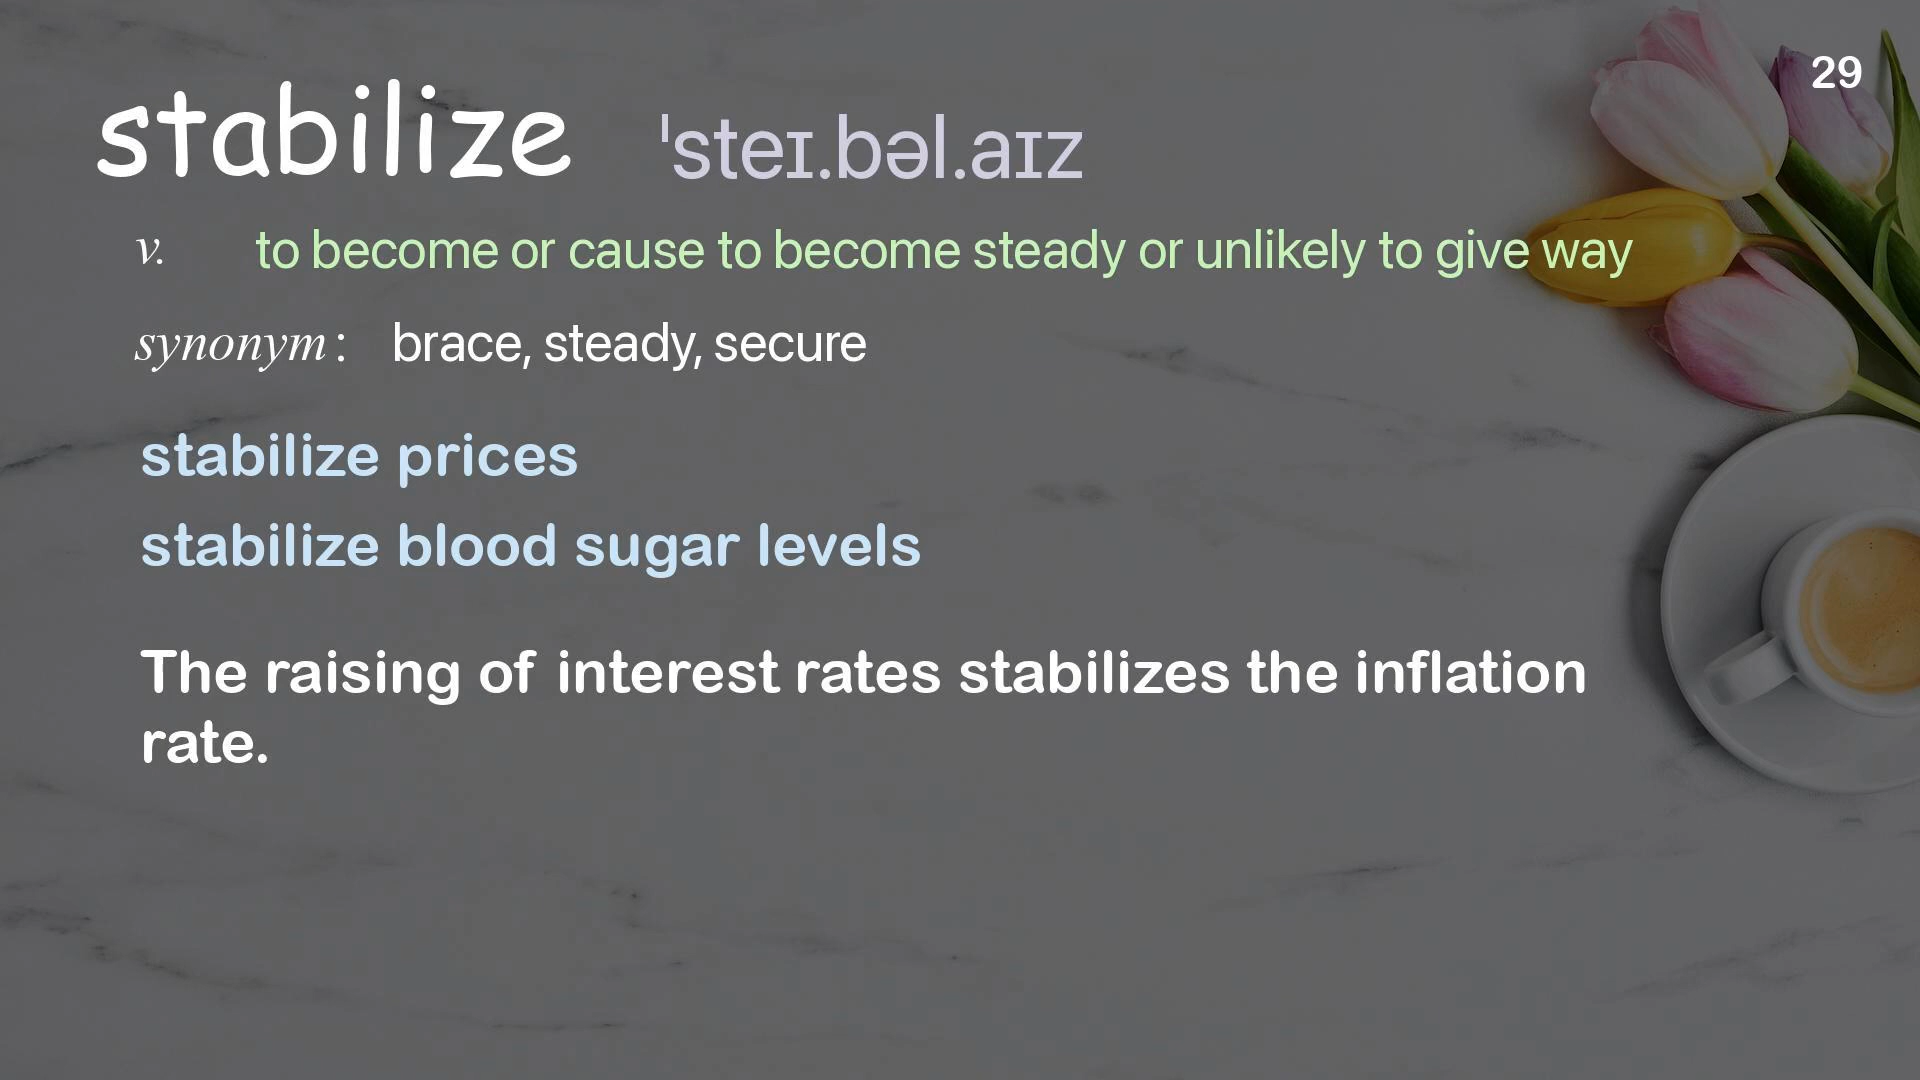 29
stabilize ˈsteɪ.bəl.aɪz
v. to become or cause to become steady or unlikely to give way
synonym: brace, steady, secure
stabilize prices
stabilize blood sugar levels
The raising of interest rates stabilizes the inflation
rate.